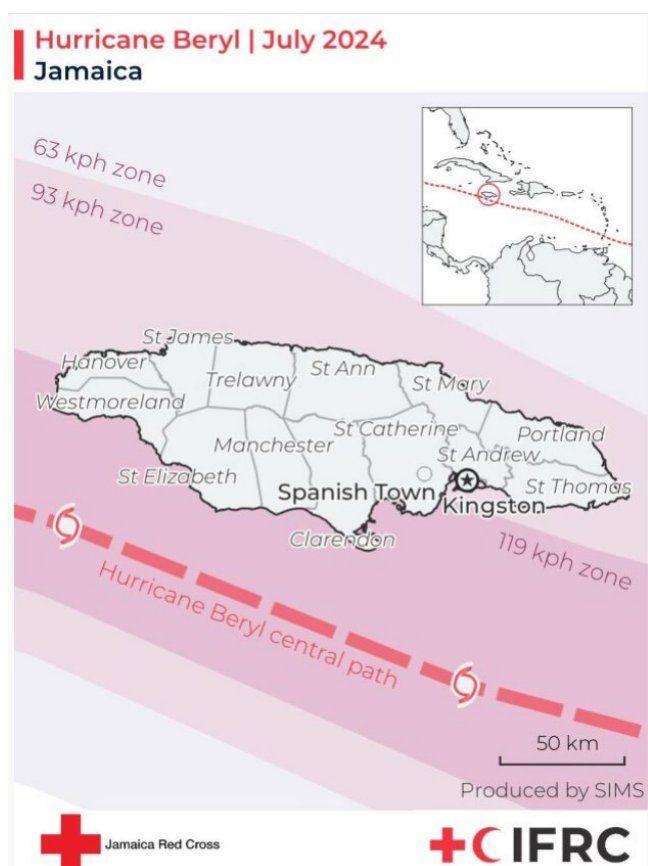 Hurricane Beryl | July 2024
Jamaica
63 kph zone
93 kph zone
St James
Hanover
Trelawny
St Ann
St Mary
Westmoreland
Manchester
St Catherine
Portland
St Andrew
St Elizabeth
Spanish Town
Kingston
St Thomas
Clarendon
119 kph zone
Hurricane Beryl central path
50 km
Produced by SIMS
Jamaica Red Cross
IFRC